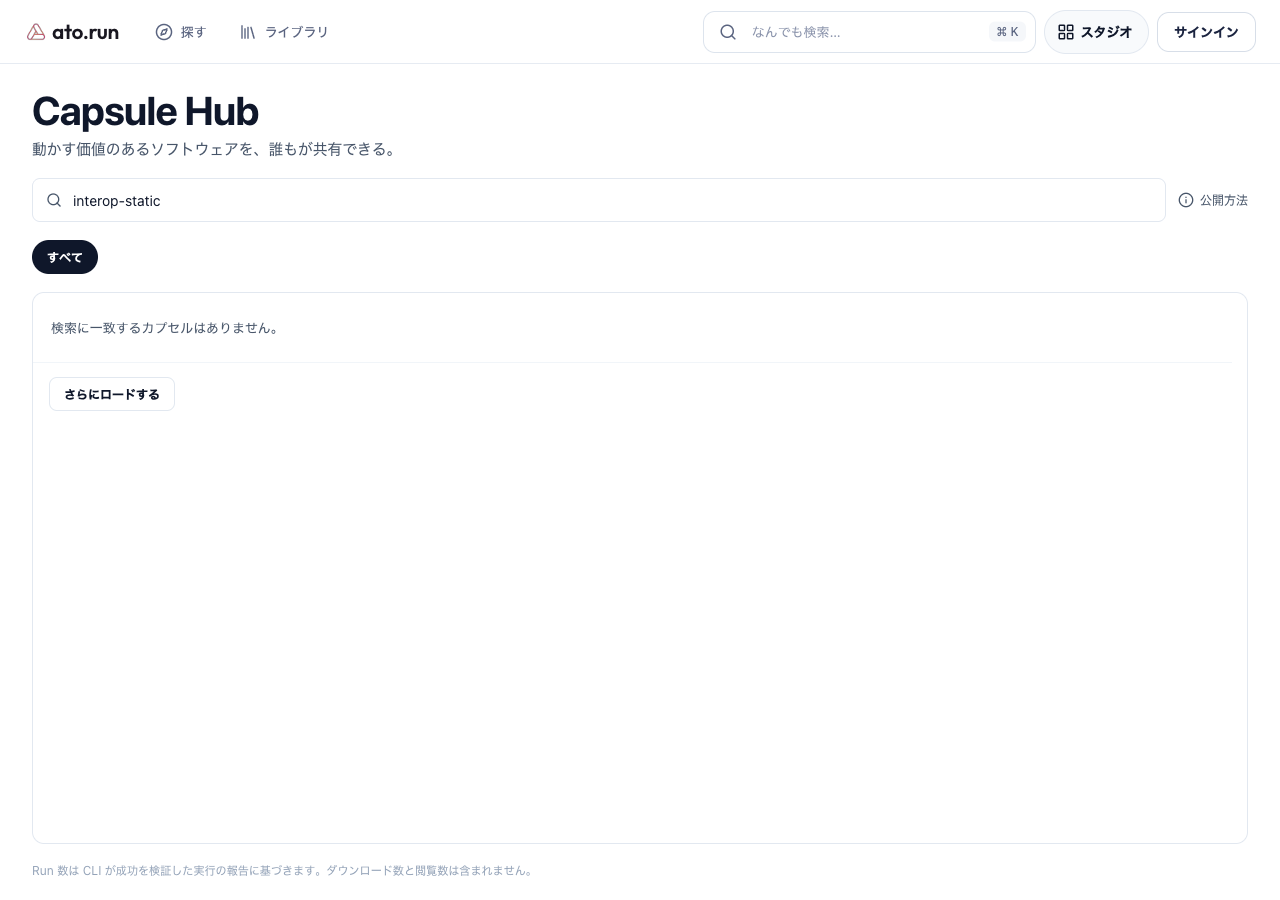 ato.run
探す
ライブラリ
なんでも検索...
⌘ K
スタジオ
サインイン
Capsule Hub
動かす価値のあるソフトウェアを、誰もが共有できる。
interop-static
公開方法
すべて
検索に一致するカプセルはありません。
さらにロードする
Run 数は CLI が成功を検証した実行の報告に基づきます。ダウンロード数と閲覧数は含まれません。